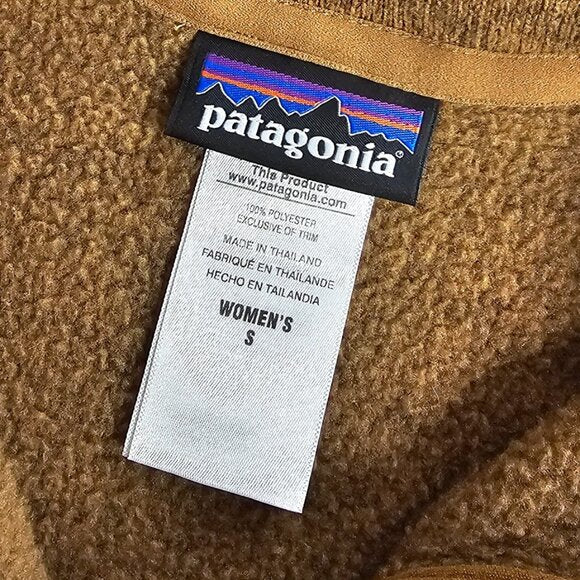 patagonia®
This Product
www.patagonia.com
100% POLYESTER
EXCLUSIVE OF TRIM
MADE IN THAILAND
FABRIQUÉ EN THAÏLANDE
HECHO EN TAILANDIA
WOMEN'S
S